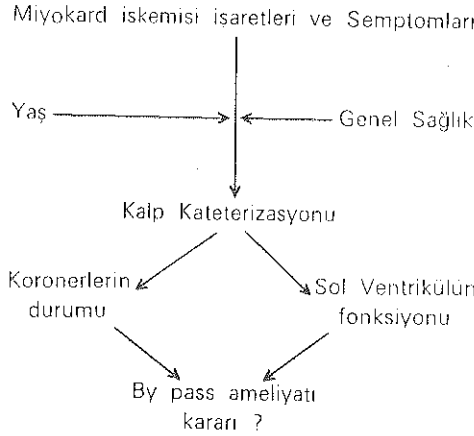 Miyokard iskemisi işaretleri ve Semptomları
Yaş
Genel Sağlık
Kalp Kateterizasyonu
Koronerlerin
durumu
Sol Ventrikülün
fonksiyonu
By pass ameliyatı
kararı ?